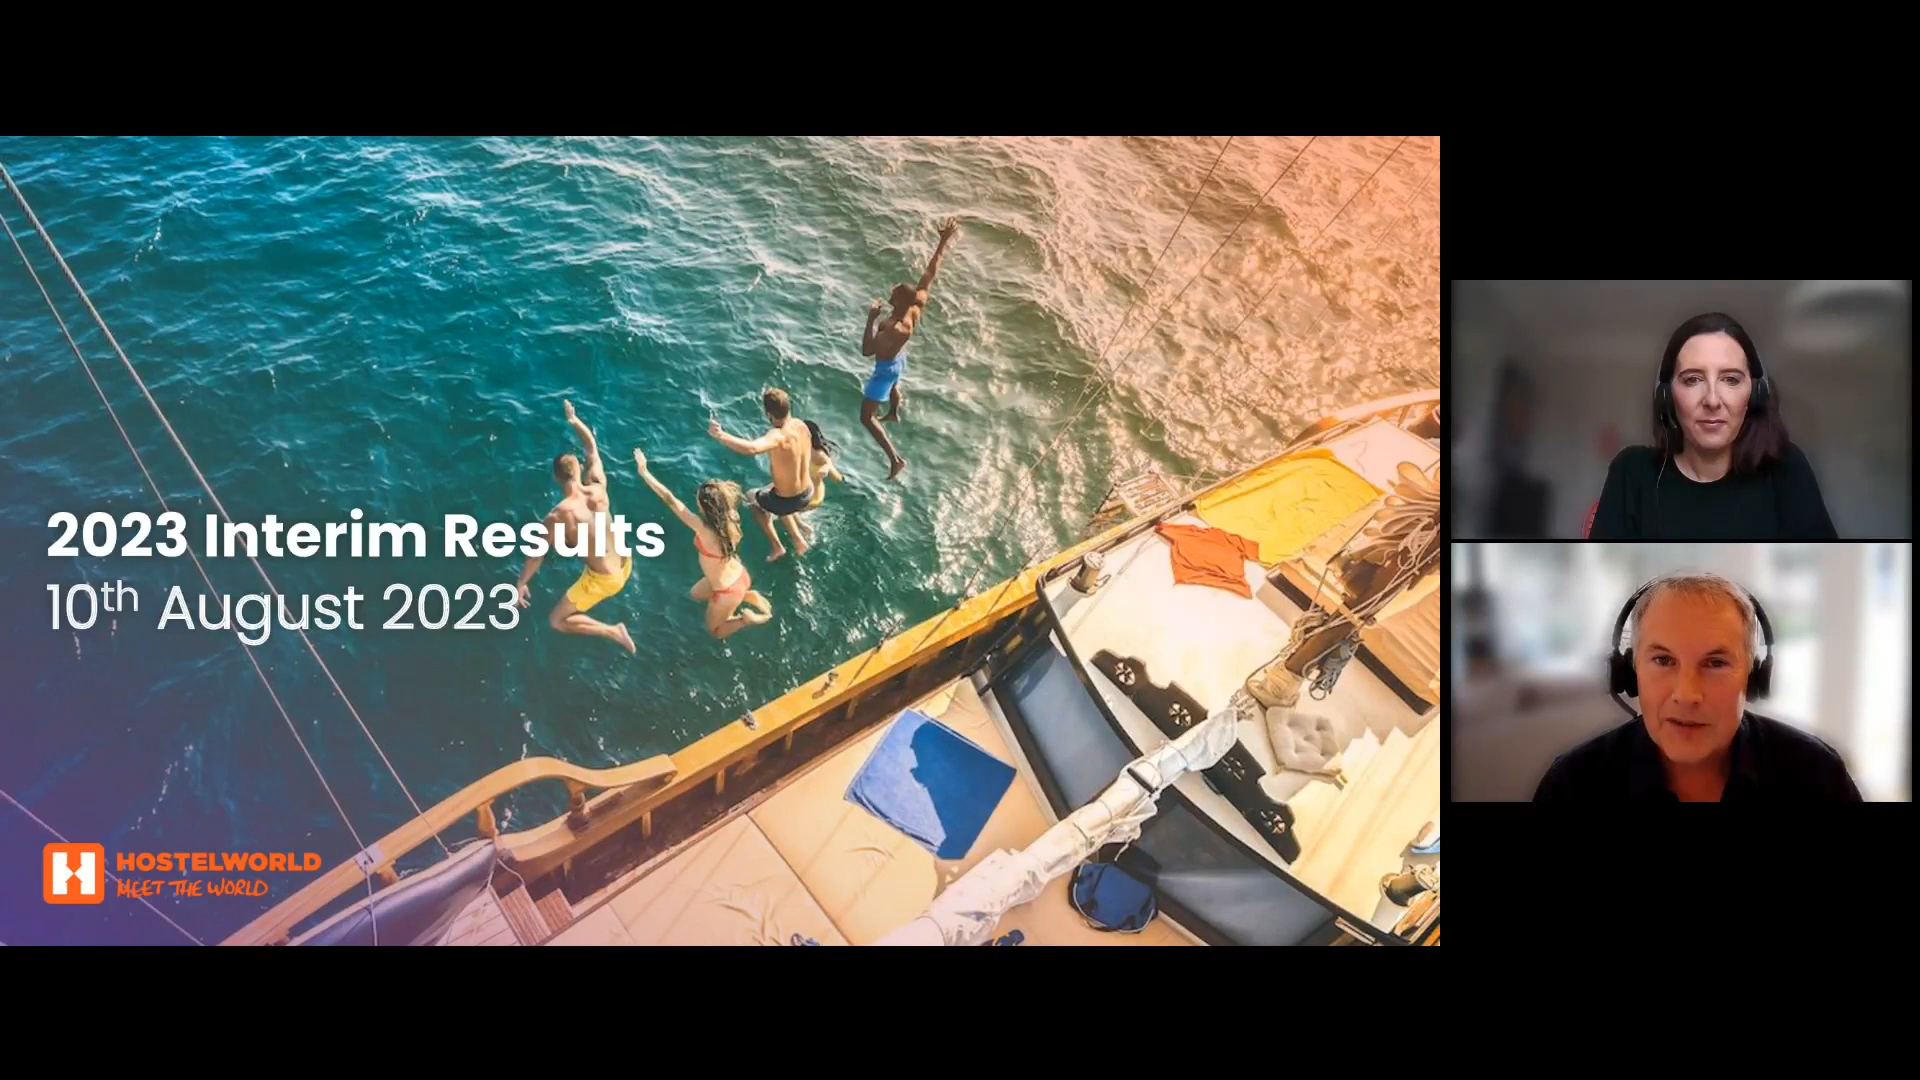 2023 Interim Results
10th August 2023
HOSTELWORLD
MEET THE WORLD